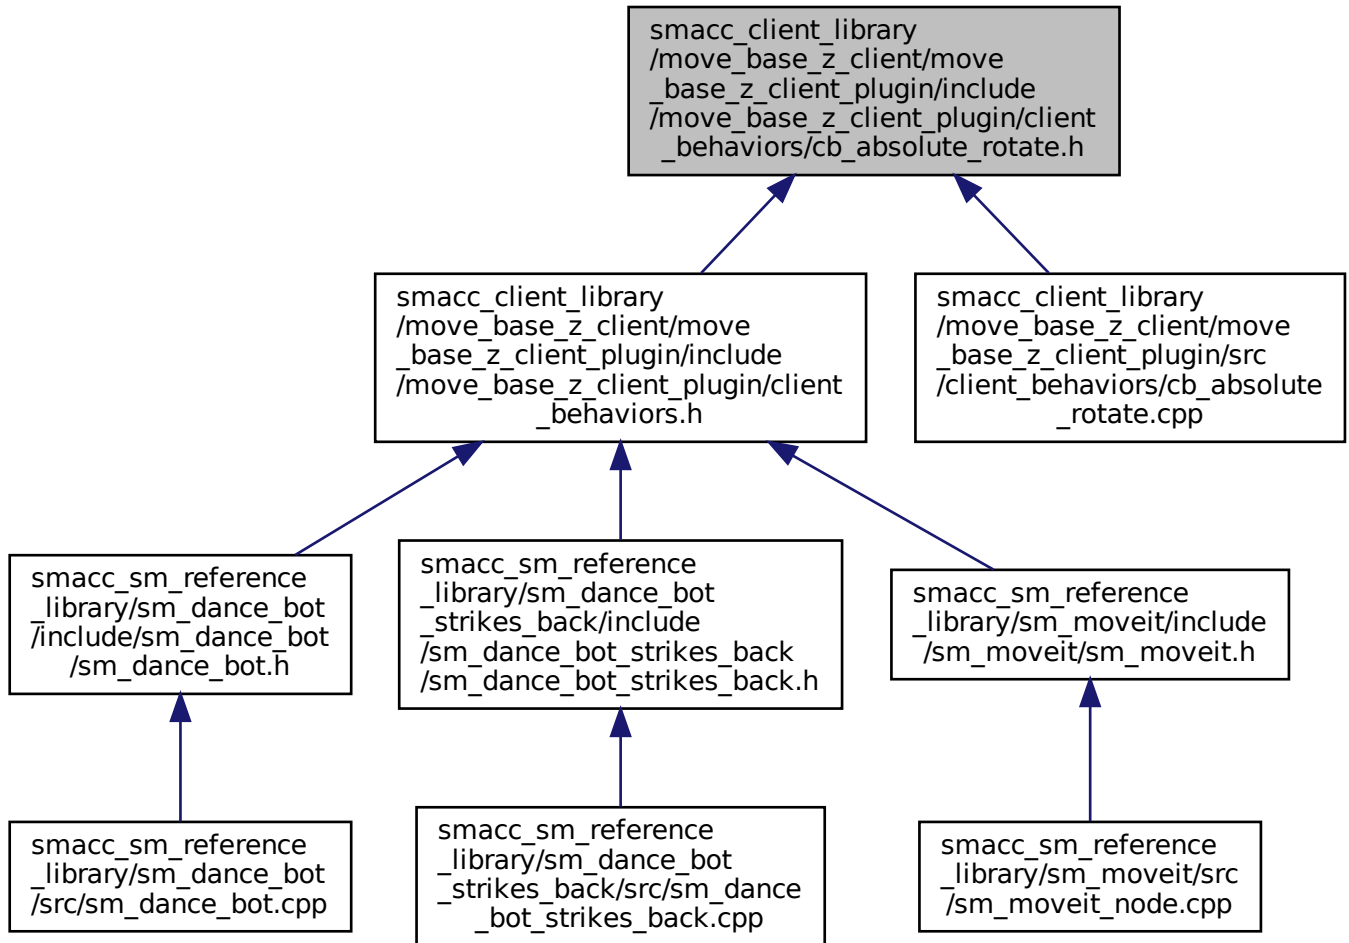 smacc_client_library
/move_base_z_client/move
_base_z_client_plugin/include
/move_base_z_client_plugin/client
_behaviors/cb_absolute_rotate.h
smacc_client_library
/move_base_z_client/move
_base_z_client_plugin/include
/move_base_z_client_plugin/client
_behaviors.h
smacc_client_library
/move_base_z_client/move
_base_z_client_plugin/src
/client_behaviors/cb_absolute
_rotate.cpp
smacc_sm_reference
_library/sm_dance_bot
/include/sm_dance_bot
/sm_dance_bot.h
smacc_sm_reference
_library/sm_dance_bot
_strikes_back/include
/sm_dance_bot_strikes_back
/sm_dance_bot_strikes_back.h
smacc_sm_reference
_library/sm_moveit/include
/sm_moveit/sm_moveit.h
smacc_sm_reference
_library/sm_dance_bot
/src/sm_dance_bot.cpp
smacc_sm_reference
_library/sm_dance_bot
_strikes_back/src/sm_dance
_bot_strikes_back.cpp
smacc_sm_reference
_library/sm_moveit/src
/sm_moveit_node.cpp